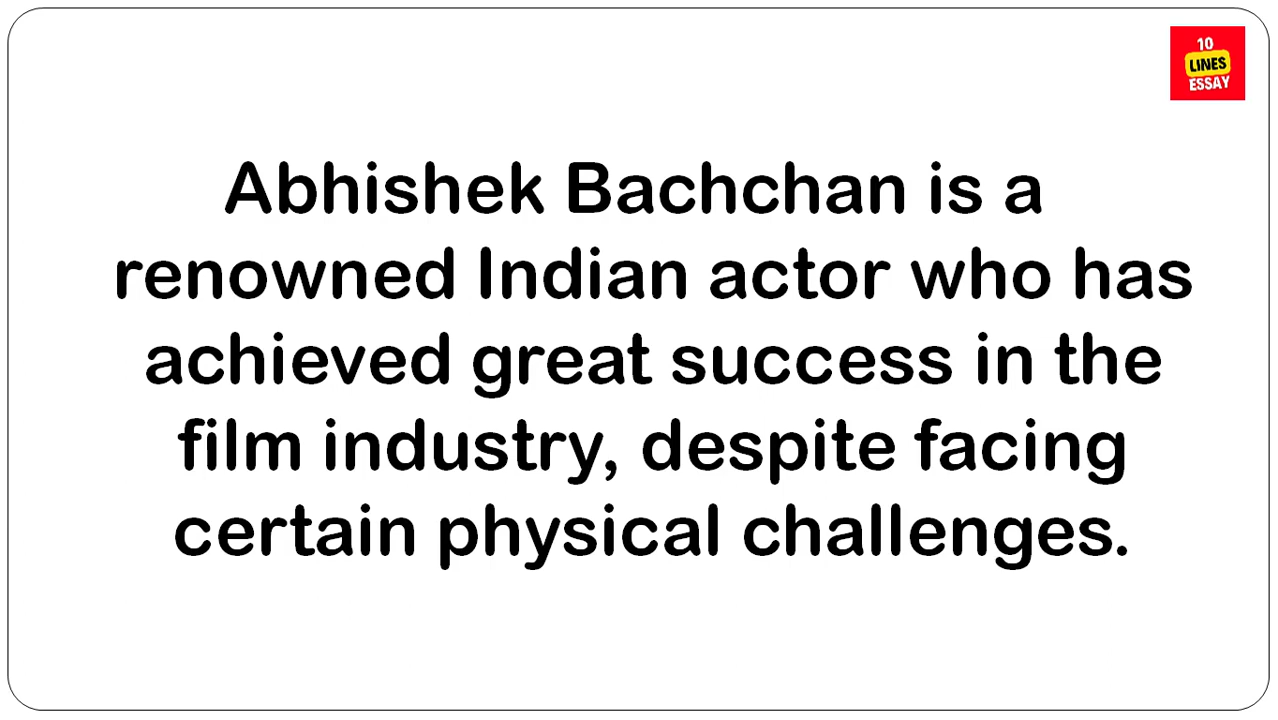 10
LINES
ESSAY
Abhishek Bachchan is a
renowned Indian actor who has
achieved great success in the
film industry, despite facing
certain physical challenges.